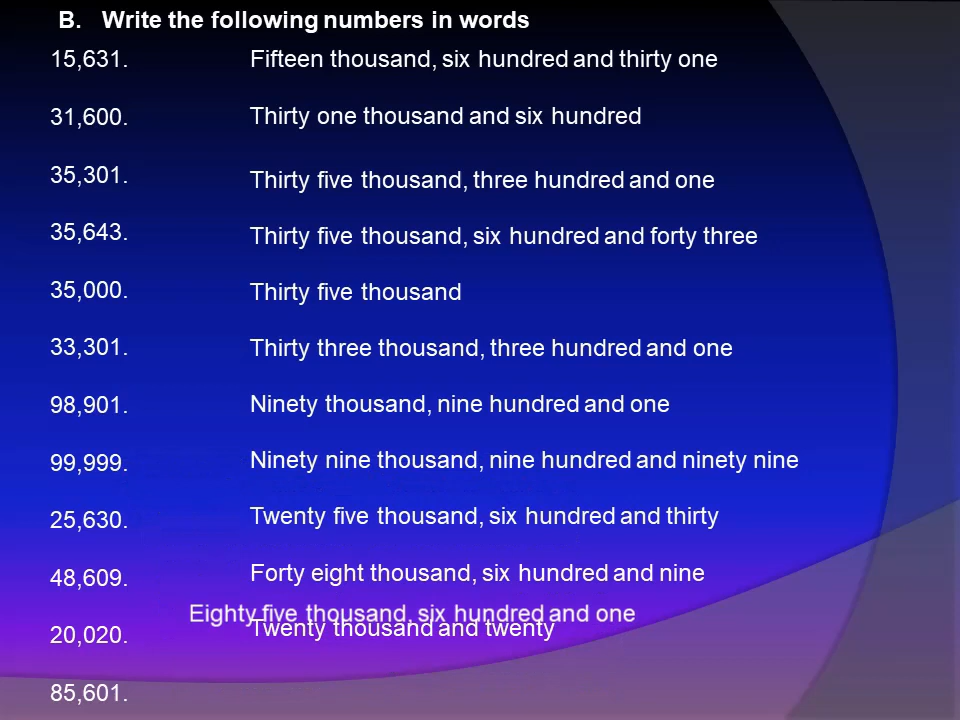 B. Write the following numbers in words
15,631. Fifteen thousand, six hundred and thirty one
31,600. Thirty one thousand and six hundred
35,301. Thirty five thousand, three hundred and one
35,643. Thirty five thousand, six hundred and forty three
35,000. Thirty five thousand
33,301. Thirty three thousand, three hundred and one
98,901. Ninety thousand, nine hundred and one
99,999. Ninety nine thousand, nine hundred and ninety nine
25,630. Twenty five thousand, six hundred and thirty
48,609. Forty eight thousand, six hundred and nine
Eighty five thousand, six hundred and one
20,020. Twenty thousand and twenty
85,601.